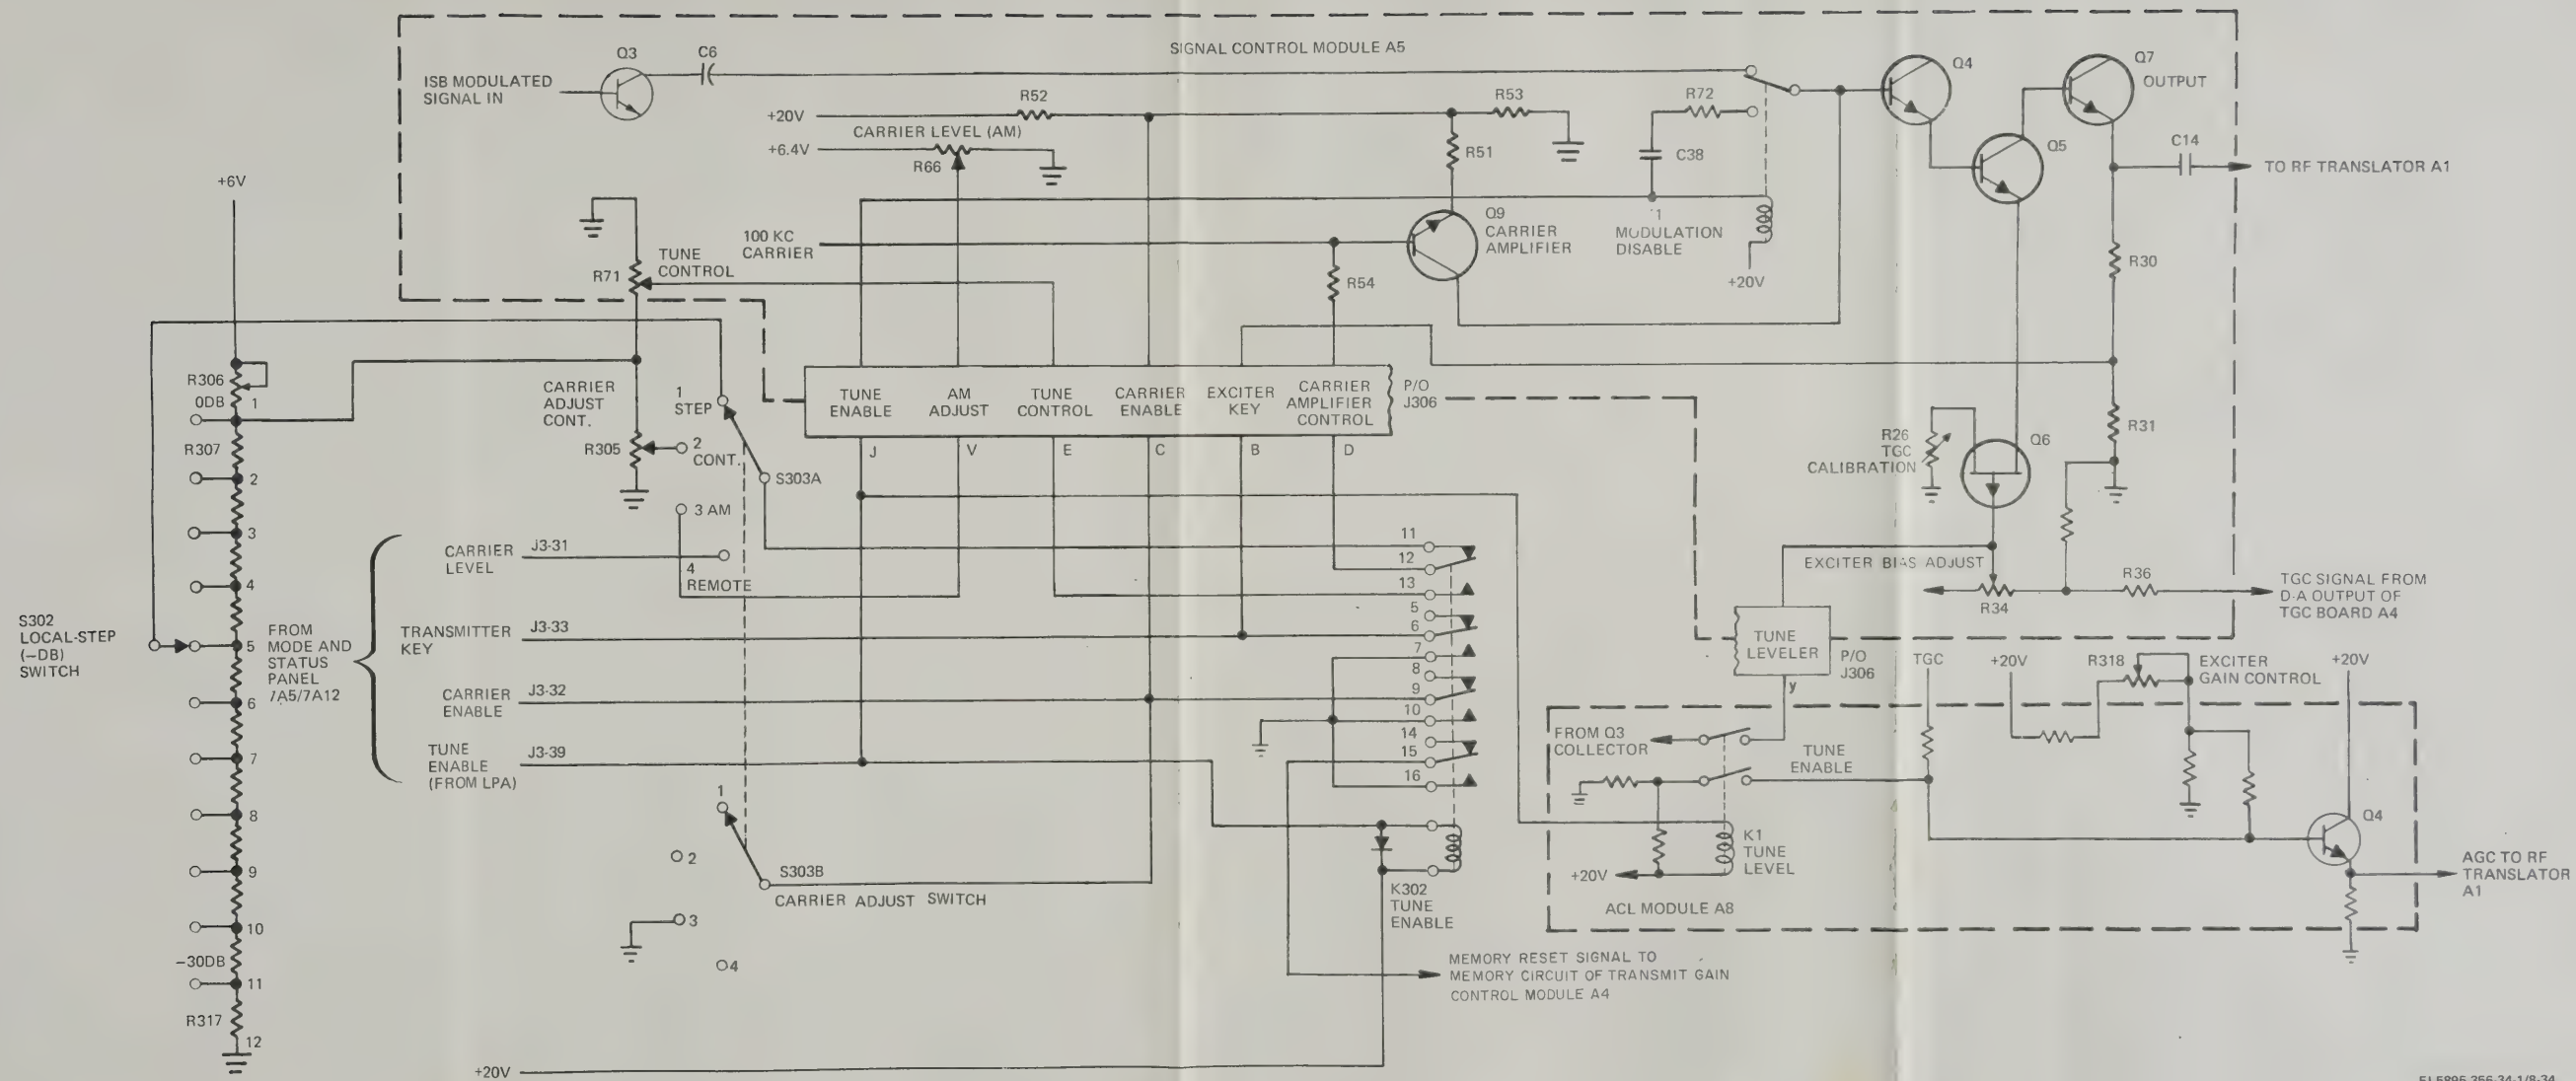 SIGNAL CONTROL MODULE A5
ISB MODULATED
SIGNAL IN
Q3
C6
Q4
Q7
OUTPUT
+20V
R52
R53
R72
CARRIER LEVEL (AM)
+6.4V
R66
R51
C38
Q5
C14
TO RF TRANSLATOR A1
+6V
100 KC
CARRIER
Q9
CARRIER
AMPLIFIER
1
MODULATION
DISABLE
+20V
R71
TUNE
CONTROL
R54
R30
R306
0DB
1
R307
2
3
4
5
6
7
8
9
10
-30DB
11
R317
12
S302
LOCAL-STEP
(-DB)
SWITCH
CARRIER
ADJUST
CONT.
R305
1
STEP
2
CONT.
S303A
3 AM
4
REMOTE
TUNE
ENABLE
AM
ADJUST
TUNE
CONTROL
CARRIER
ENABLE
EXCITER
KEY
CARRIER
AMPLIFIER
CONTROL
P/O
J306
J
V
E
C
B
D
R31
R26
TGC
CALIBRATION
Q6
EXCITER BIAS ADJUST
R34
R36
TGC SIGNAL FROM
D-A OUTPUT OF
TGC BOARD A4
FROM
MODE AND
STATUS
PANEL
7A5/7A12
CARRIER
LEVEL
J3-31
TRANSMITTER
KEY
J3-33
CARRIER
ENABLE
J3-32
TUNE
ENABLE
(FROM LPA)
J3-39
11
12
13
5
6
7
8
9
10
14
15
16
TUNE
LEVELER
P/O
J306
y
TGC
+20V
R318
EXCITER
GAIN CONTROL
+20V
FROM Q3
COLLECTOR
TUNE
ENABLE
K1
TUNE
LEVEL
+20V
ACL MODULE A8
Q4
AGC TO RF
TRANSLATOR
A1
1
2
3
4
S303B
CARRIER ADJUST SWITCH
K302
TUNE
ENABLE
MEMORY RESET SIGNAL TO
MEMORY CIRCUIT OF TRANSMIT GAIN
CONTROL MODULE A4
+20V